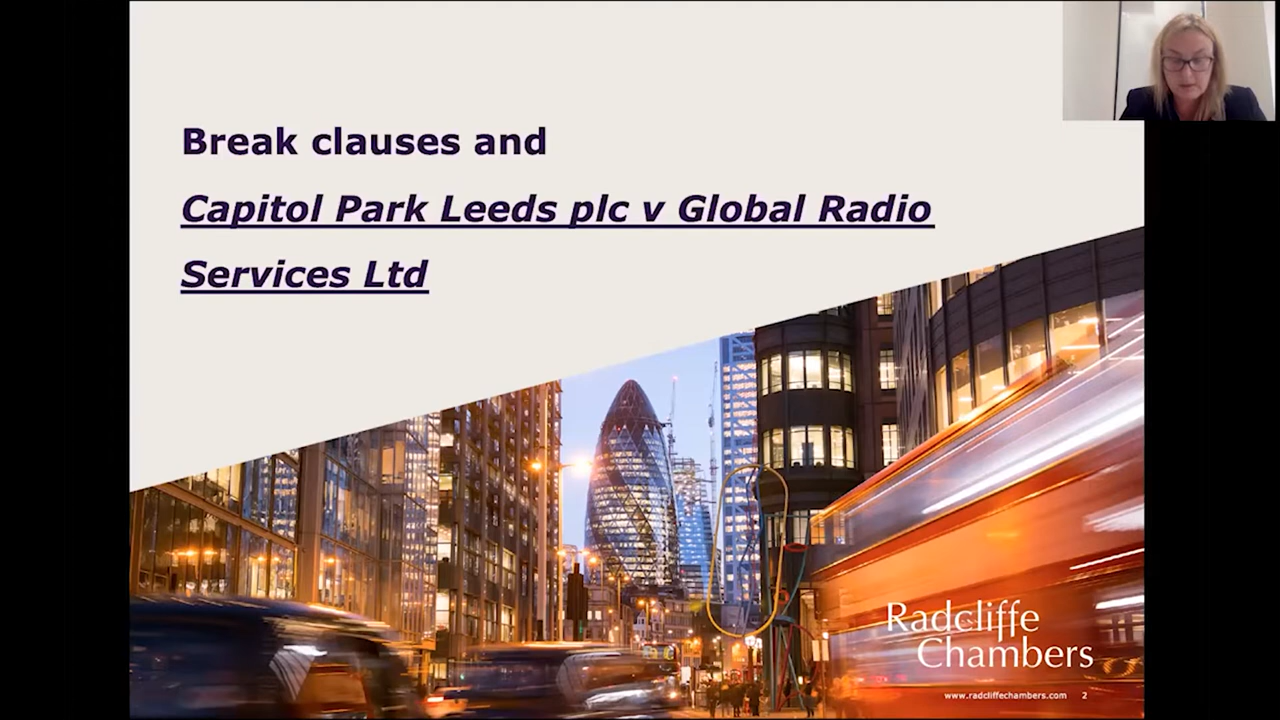 Break clauses and
Capitol Park Leeds plc v Global Radio
Services Ltd
Radcliffe
Chambers
www.radcliffechambers.com 2